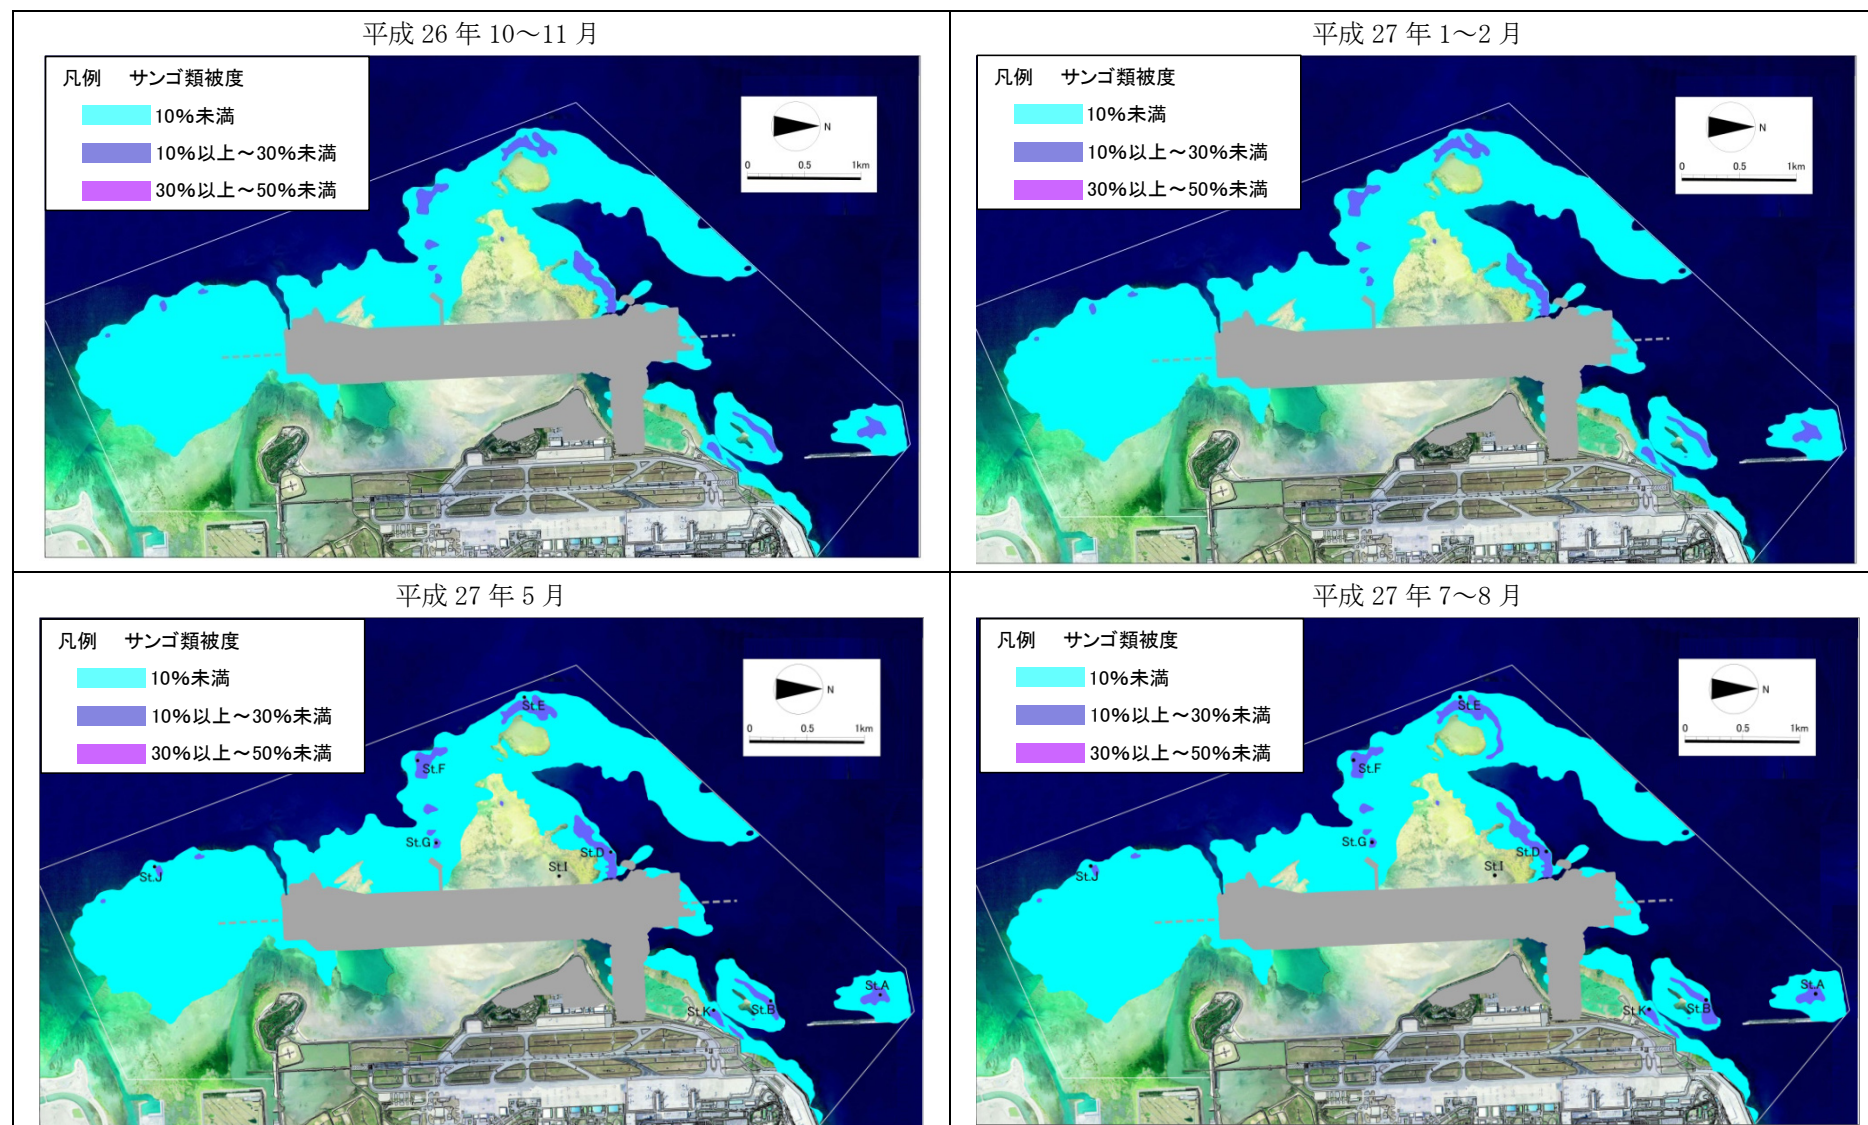 平成 26 年 10～11 月
凡例 サンゴ類被度
10%未満
10%以上～30%未満
30%以上～50%未満
N
0 0.5 1km
平成 27 年 1～2 月
凡例 サンゴ類被度
10%未満
10%以上～30%未満
30%以上～50%未満
N
0 0.5 1km
平成 27 年 5 月
凡例 サンゴ類被度
10%未満
10%以上～30%未満
30%以上～50%未満
N
0 0.5 1km
St.E
St.F
St.G
St.D
St.I
St.J
St.A
St.K
St.B
平成 27 年 7～8 月
凡例 サンゴ類被度
10%未満
10%以上～30%未満
30%以上～50%未満
N
0 0.5 1km
St.E
St.F
St.G
St.D
St.I
St.J
St.A
St.K
St.B